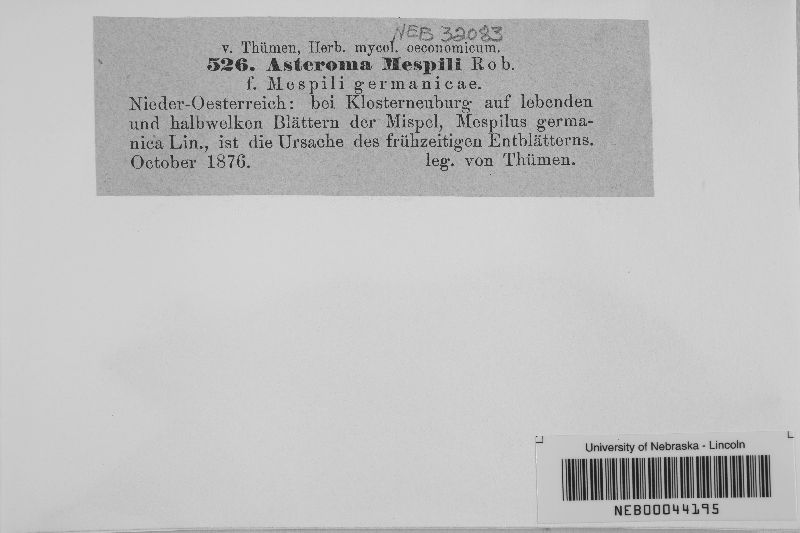 NEB 32083
v. Thümen, Herb. mycol. oeconomicum.
526. Asteroma Mespili Rob.
f. Mespili germanicae.
Nieder-Oesterreich: bei Klosterneuburg auf lebenden
und halbwelken Blättern der Mispel, Mespilus germa-
nica Lin., ist die Ursache des frühzeitigen Entblätterns.
October 1876. leg. von Thümen.
University of Nebraska - Lincoln
NEB00044195